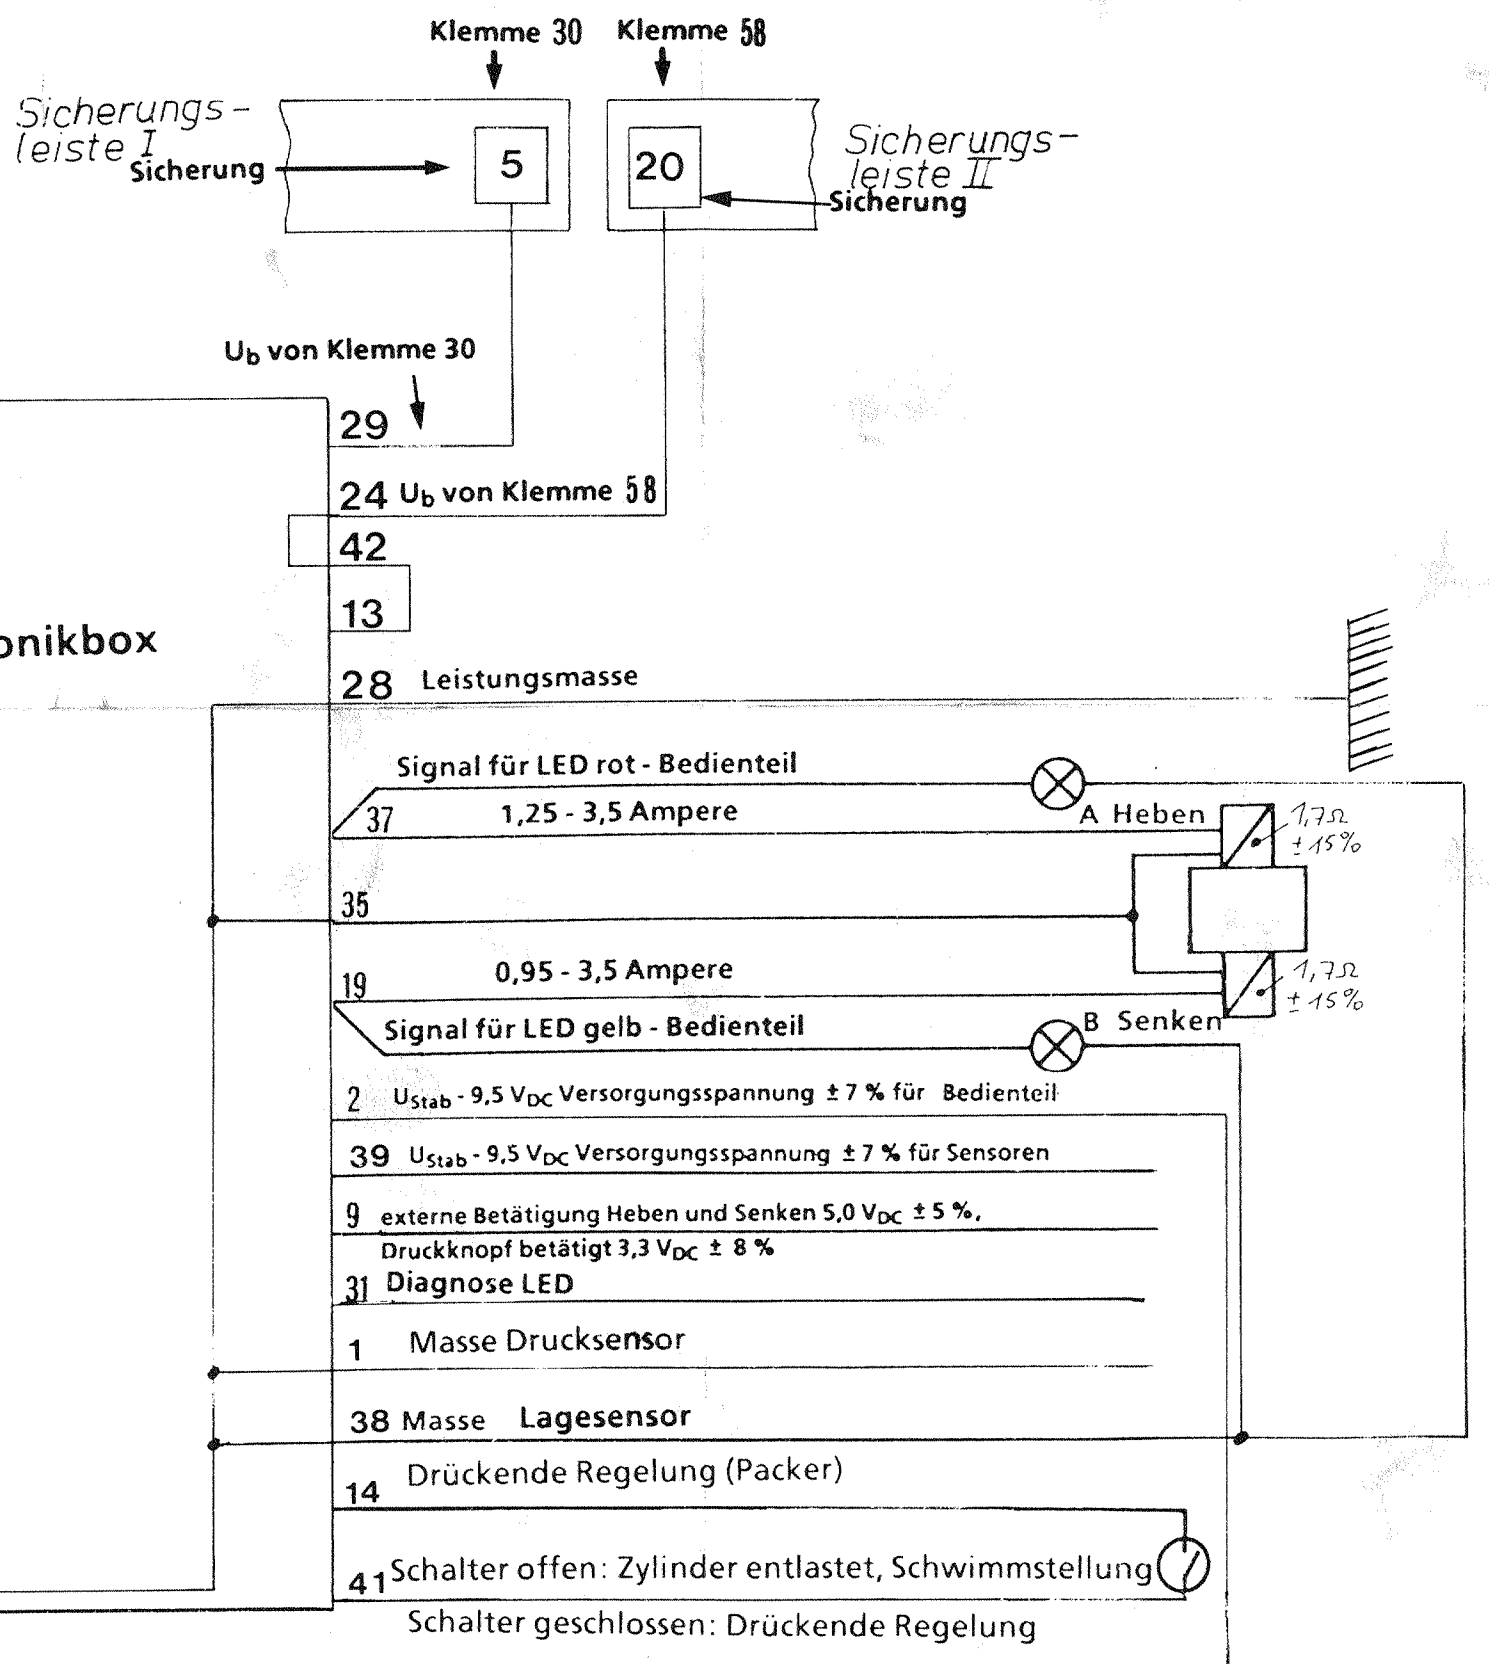 Klemme 30
Klemme 58
Sicherungs-
leiste I
Sicherung
5
20
Sicherungs-
leiste II
Sicherung
Ub von Klemme 30
29
24 Ub von Klemme 58
42
13
onikbox
28 Leistungsmasse
Signal für LED rot - Bedienteil
37 1,25 - 3,5 Ampere
A Heben
1,7Ω
± 15%
35
19 0,95 - 3,5 Ampere
1,7Ω
± 15%
Signal für LED gelb - Bedienteil
B Senken
2 UStab - 9,5 VDC Versorgungsspannung ± 7 % für Bedienteil
39 UStab - 9,5 VDC Versorgungsspannung ± 7 % für Sensoren
9 externe Betätigung Heben und Senken 5,0 VDC ± 5 %,
Druckknopf betätigt 3,3 VDC ± 8 %
31 Diagnose LED
1 Masse Drucksensor
38 Masse Lagesensor
14 Drückende Regelung (Packer)
41 Schalter offen: Zylinder entlastet, Schwimmstellung
Schalter geschlossen: Drückende Regelung